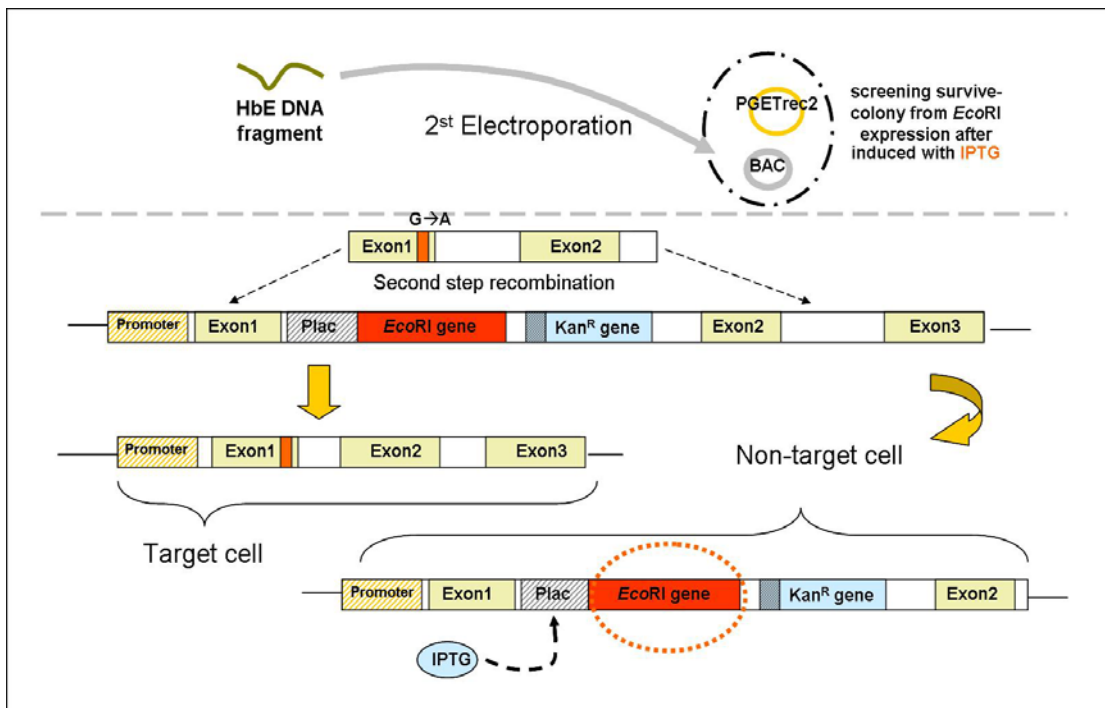 HbE DNA
fragment
2st Electroporation
PGETrec2
BAC
screening survive-
colony from EcoRI
expression after
induced with IPTG
G→A
Exon1 Exon2
Second step recombination
Promoter Exon1 Plac EcoRI gene KanR gene Exon2 Exon3
Promoter Exon1 Exon2 Exon3
Non-target cell
Target cell
Promoter Exon1 Plac EcoRI gene KanR gene Exon2
IPTG